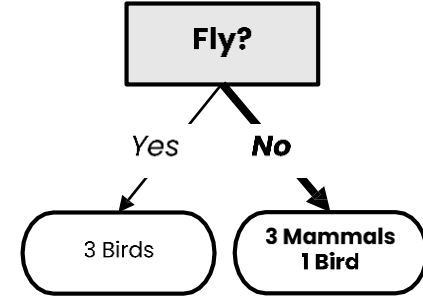 Fly?
Yes
No
3 Birds
3 Mammals
1 Bird